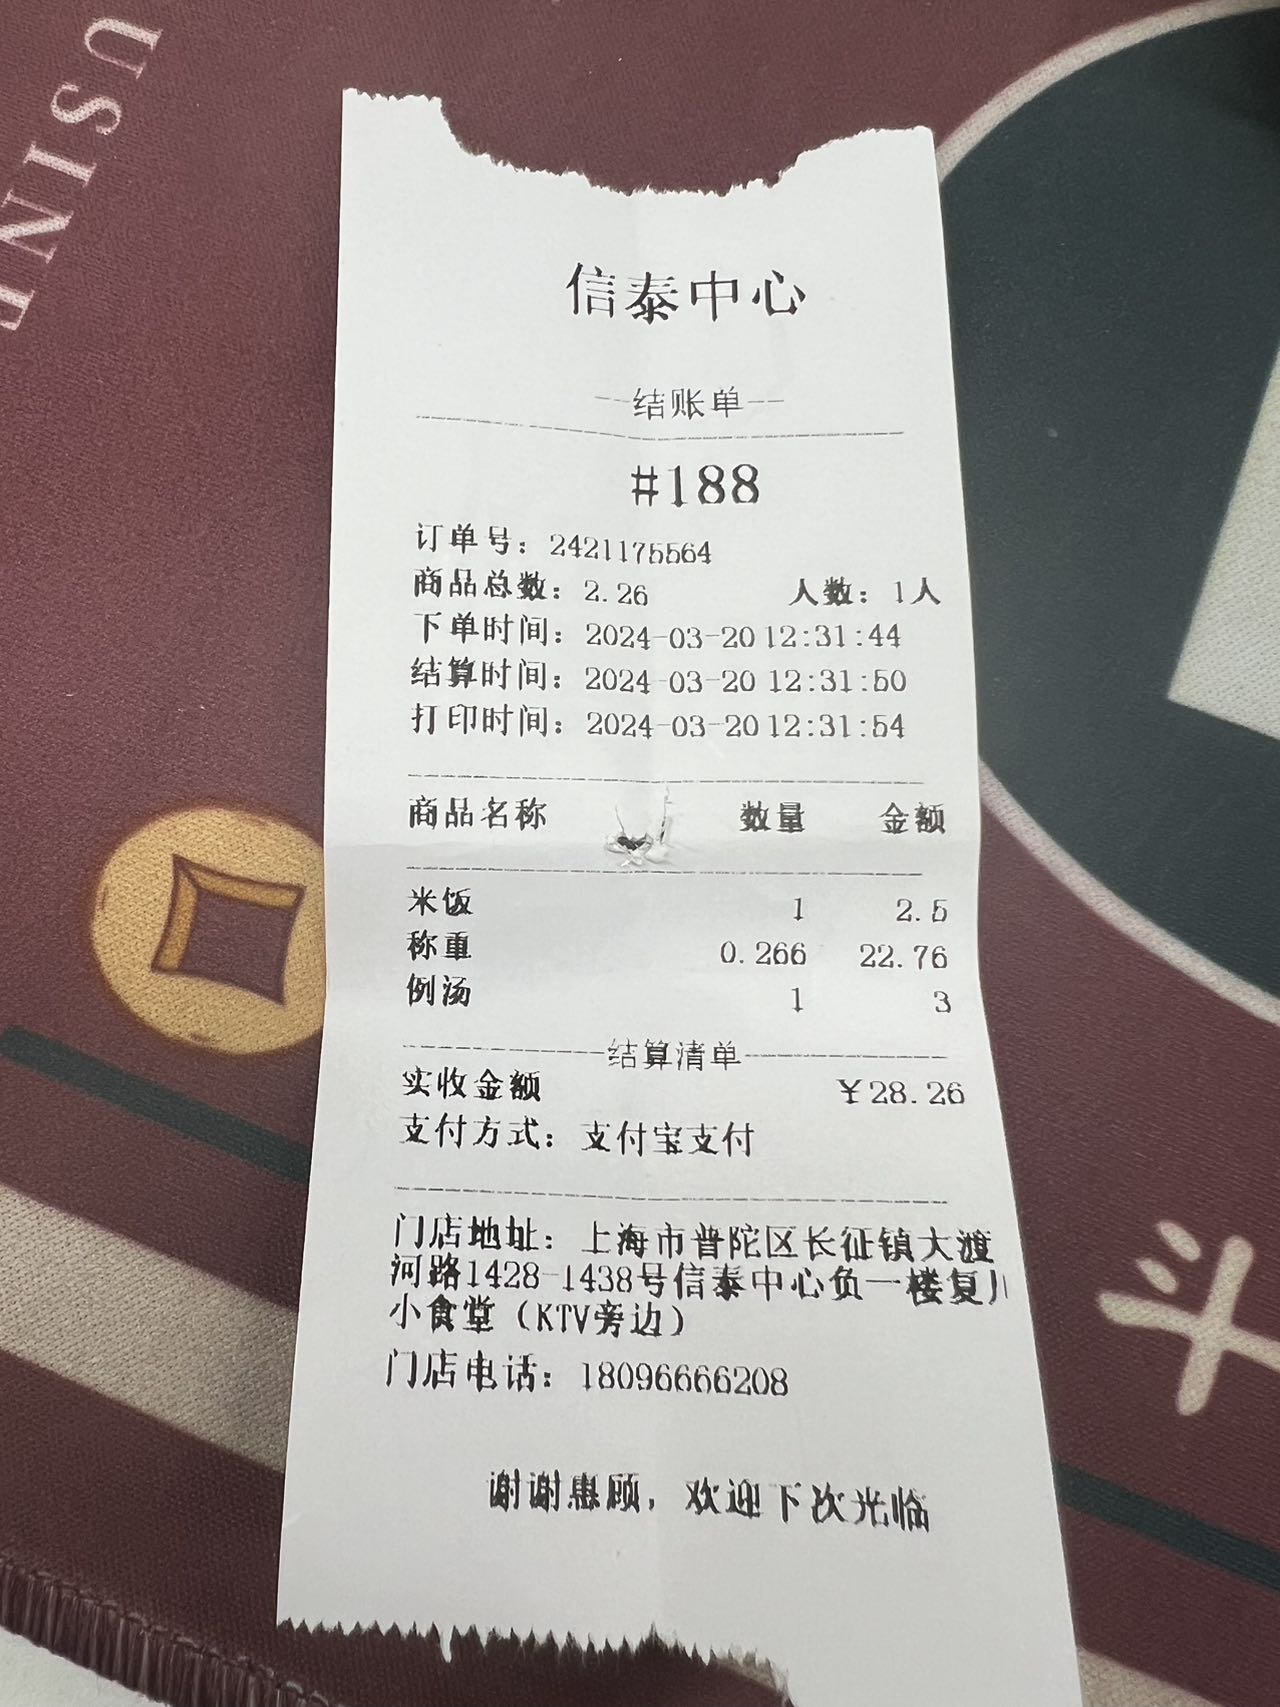 USINE
信泰中心
结账单
#188
订单号：2421175564
商品总数：2.26 人数：1人
下单时间：2024-03-20 12:31:44
结算时间：2024-03-20 12:31:50
打印时间：2024-03-20 12:31:54
商品名称 数量 金额
米饭 1 2.5
称重 0.266 22.76
例汤 1 3
结算清单
实收金额 ￥28.26
支付方式：支付宝支付
门店地址：上海市普陀区长征镇大渡
河路1428-1438号信泰中心负一楼复川
小食堂（KTV旁边）
门店电话：18096666208
谢谢惠顾，欢迎下次光临